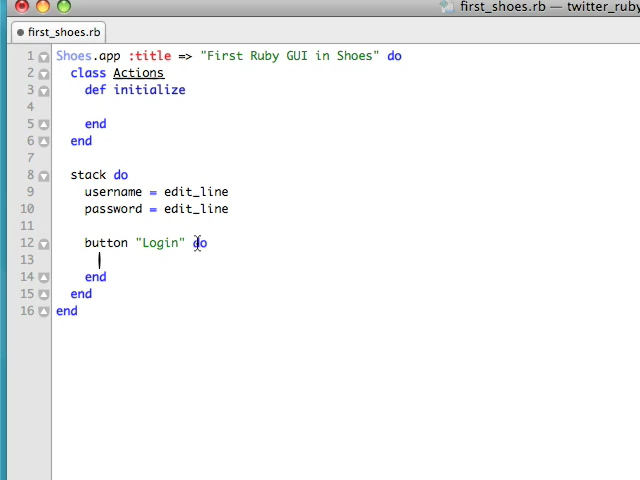 first_shoes.rb — twitter_ruby
first_shoes.rb
1 Shoes.app :title => "First Ruby GUI in Shoes" do
2 class Actions
3 def initialize
4
5 end
6 end
7
8 stack do
9 username = edit_line
10 password = edit_line
11
12 button "Login" do
13
14 end
15 end
16 end